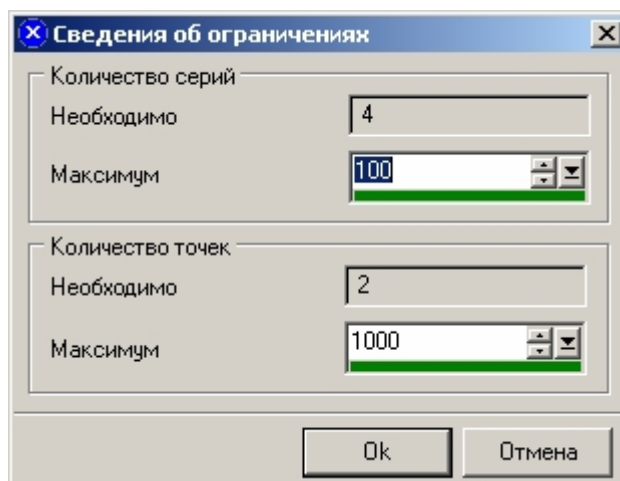 Сведения об ограничениях
Количество серий
Необходимо 4
Максимум 100
Количество точек
Необходимо 2
Максимум 1000
Ok Отмена